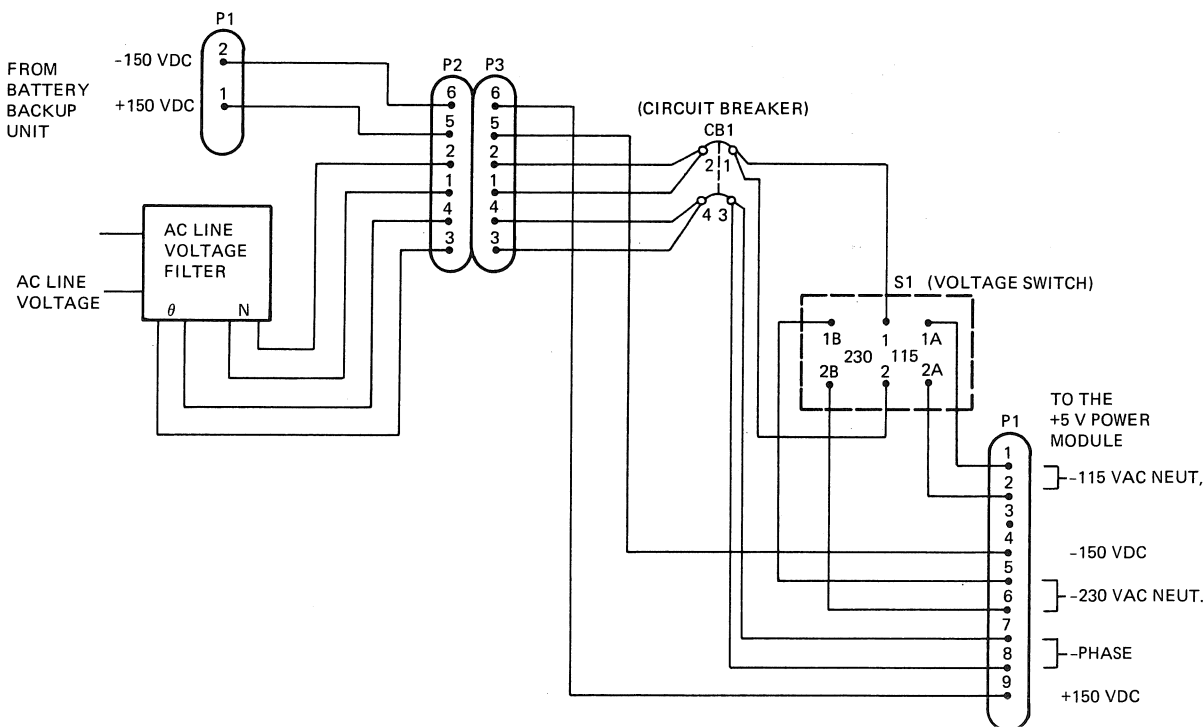 P1
FROM
BATTERY
BACKUP
UNIT
-150 VDC
2
+150 VDC
1
P2
P3
6
5
2
1
4
3
6
5
2
1
4
3
(CIRCUIT BREAKER)
CB1
2 1
4 3
AC LINE
VOLTAGE
FILTER
θ
N
AC LINE
VOLTAGE
S1 (VOLTAGE SWITCH)
1B
1
1A
230
115
2B
2
2A
TO THE
+5 V POWER
MODULE
P1
1
2
3
4
5
6
7
8
9
-115 VAC NEUT,
-150 VDC
-230 VAC NEUT.
-PHASE
+150 VDC